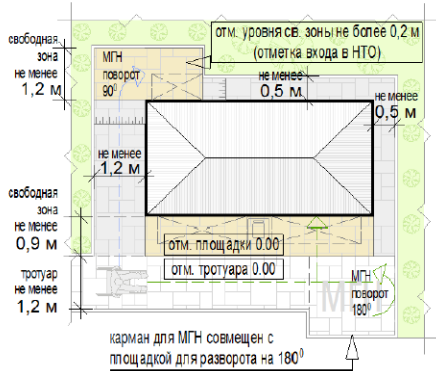 отм. уровня св. зоны не более 0,2 м
(отметка входа в НТО)
свободная
зона
не менее
1,2 м
МГН
поворот
90⁰
не менее
0,5 м
не менее
0,5 м
не менее
1,2 м
свободная
зона
не менее
0,9 м
отм. площадки 0.00
отм. тротуара 0.00
тротуар
не менее
1,2 м
МГН
МГН
поворот
180⁰
карман для МГН совмещен с
площадкой для разворота на 180⁰